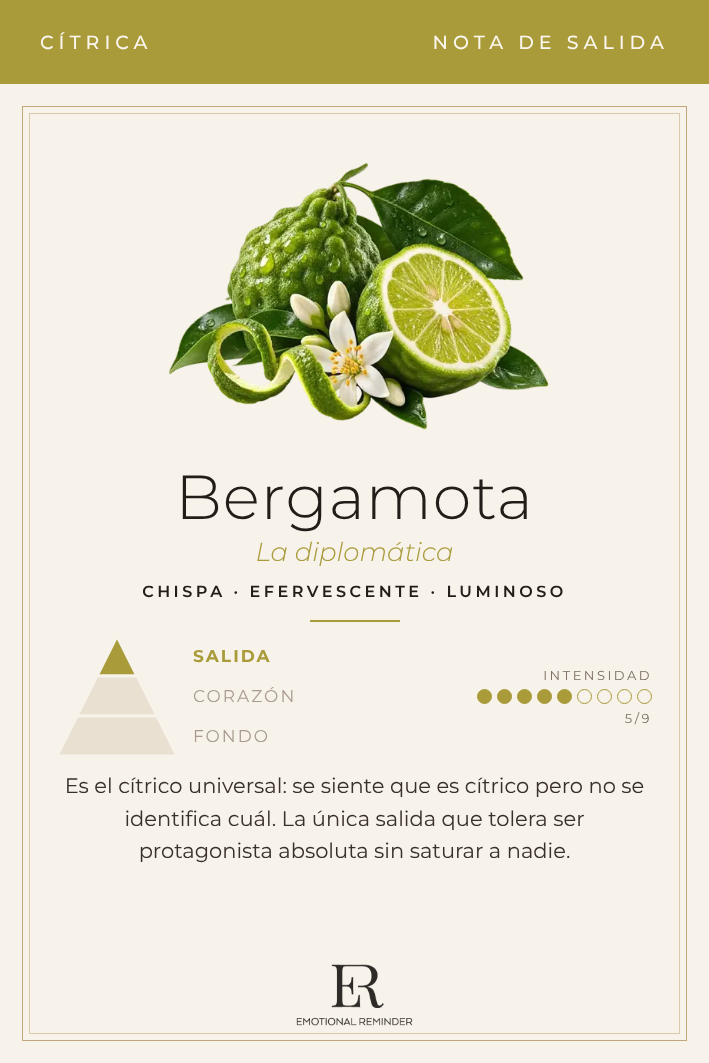 CÍTRICA
NOTA DE SALIDA
Bergamota
La diplomática
CHISPA · EFERVESCENTE · LUMINOSO
SALIDA
CORAZÓN
FONDO
INTENSIDAD
5/9
Es el cítrico universal: se siente que es cítrico pero no se
identifica cuál. La única salida que tolera ser
protagonista absoluta sin saturar a nadie.
ER
EMOTIONAL REMINDER